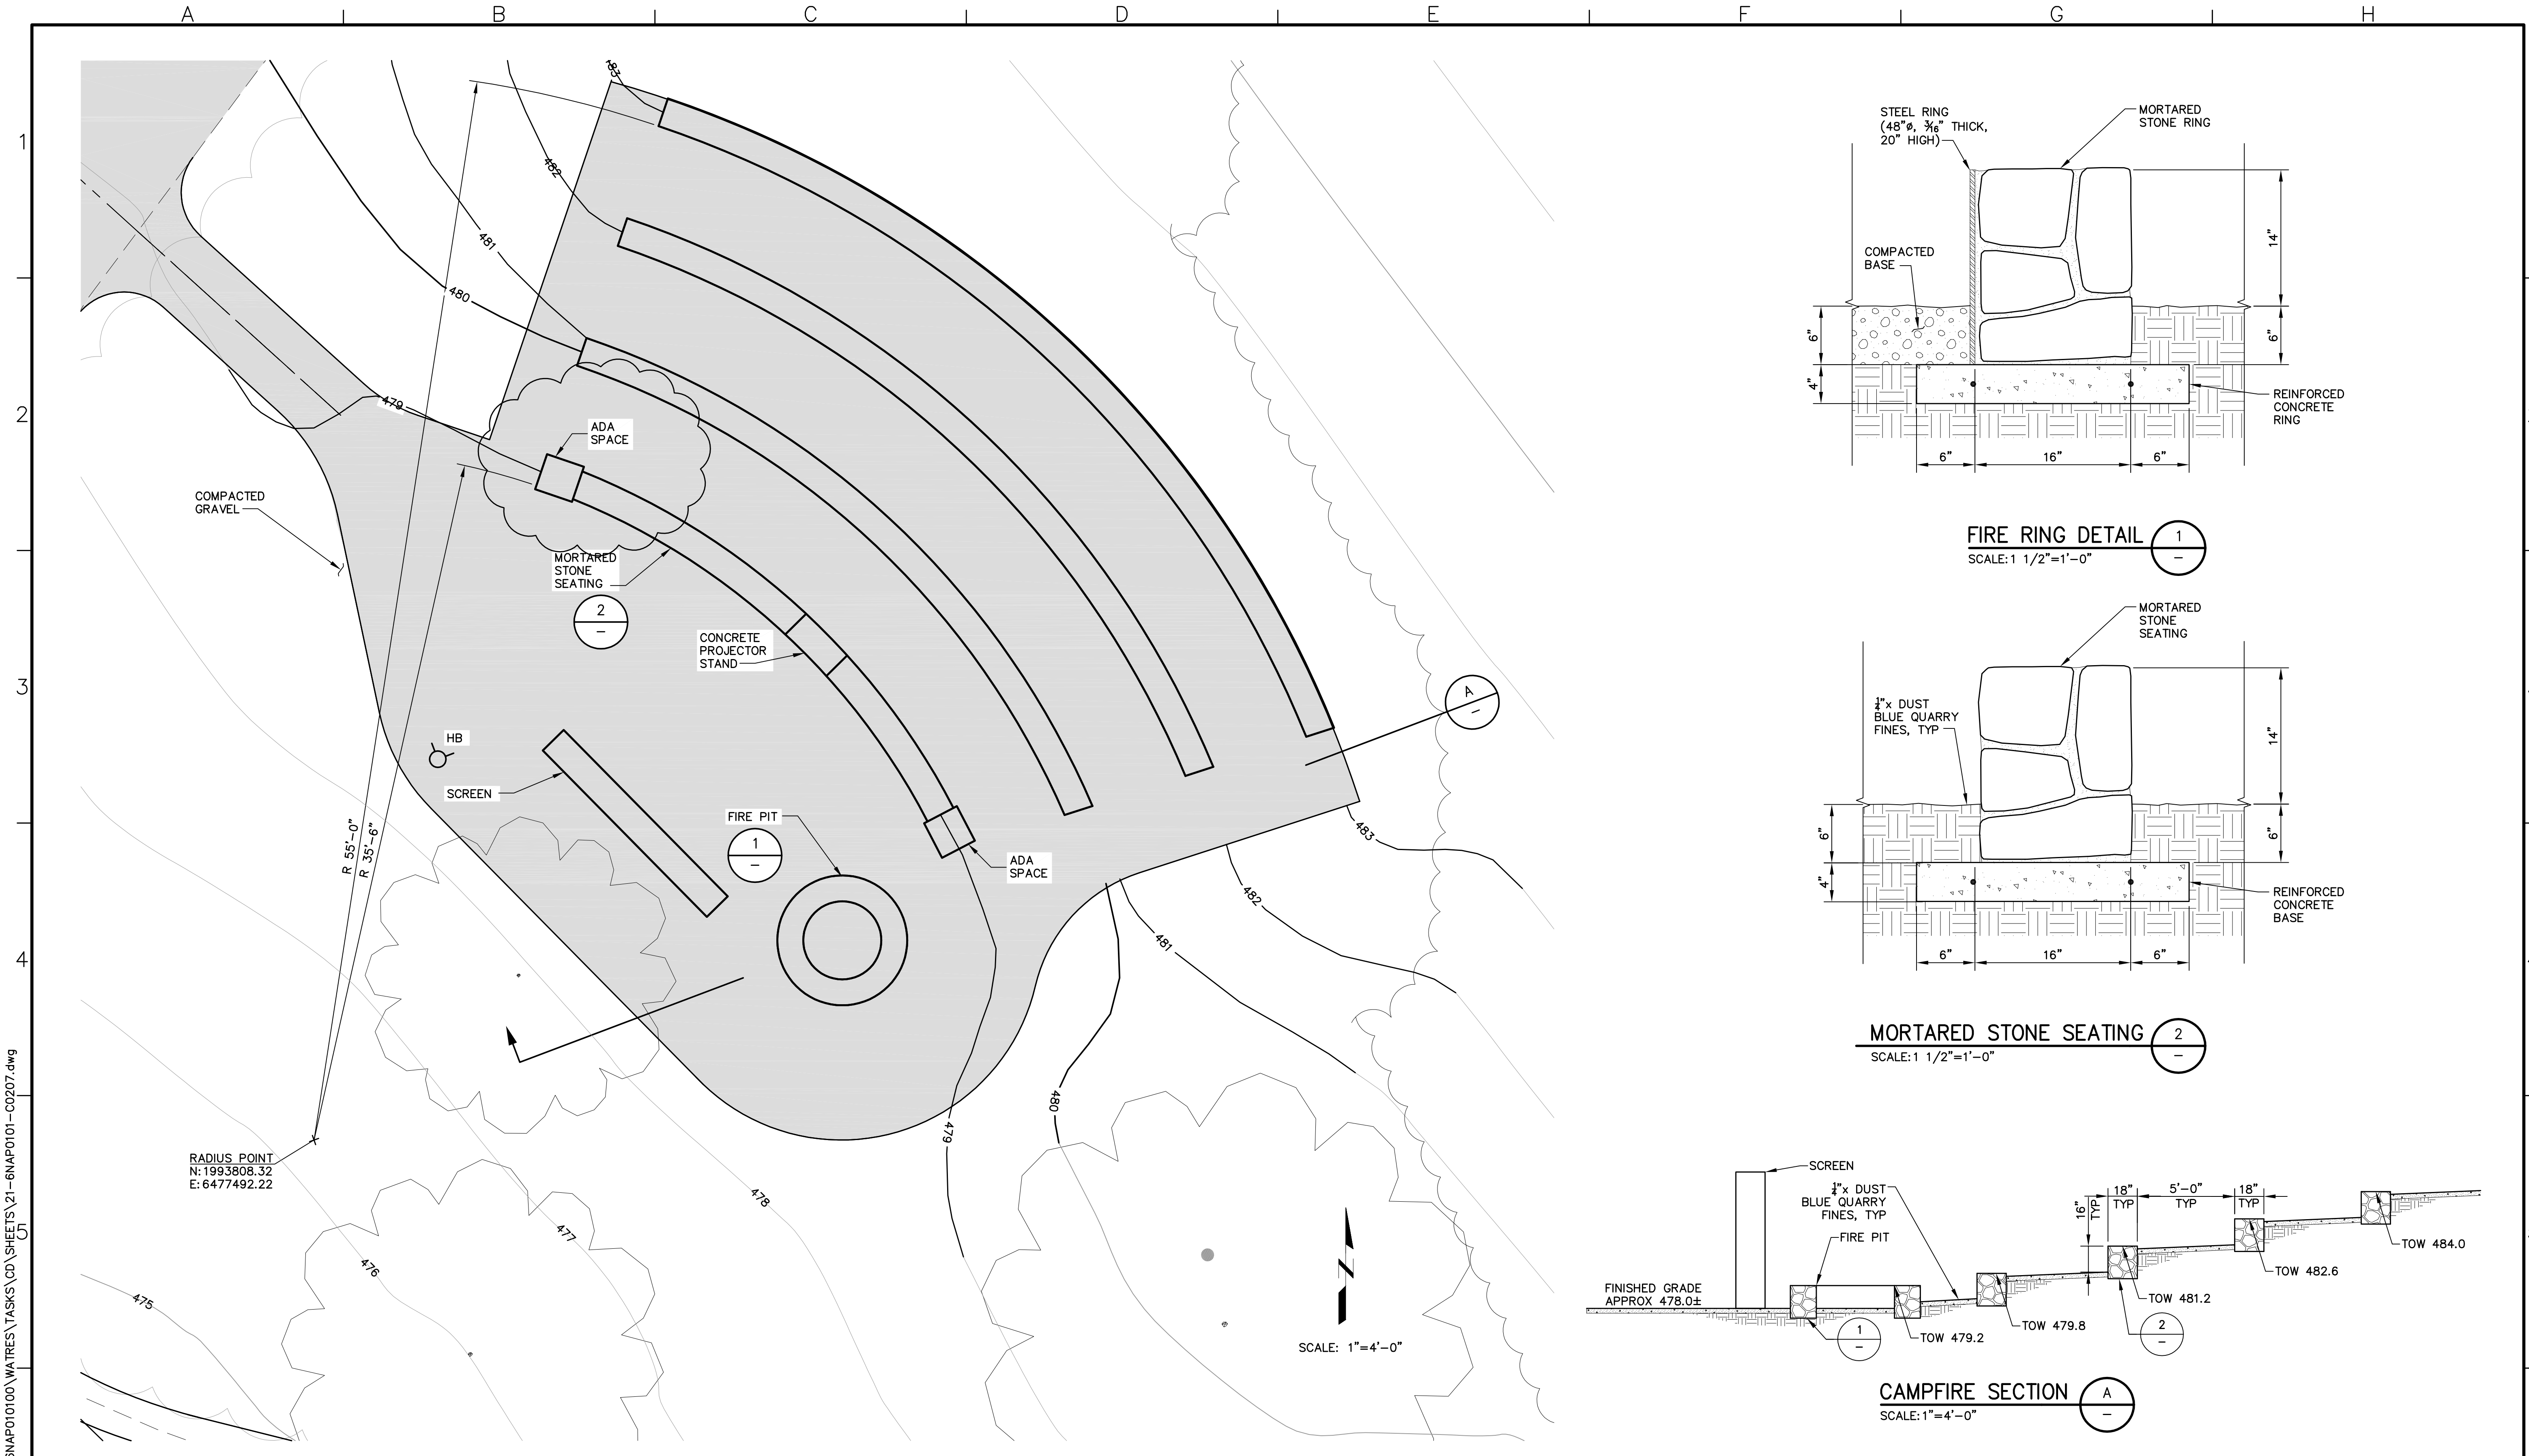 A
B
C
D
E
F
G
H
1
2
3
4
5
483
482
481
480
479
ADA
SPACE
COMPACTED
GRAVEL
MORTARED
STONE
SEATING
2
–
CONCRETE
PROJECTOR
STAND
A
–
HB
SCREEN
FIRE PIT
1
–
ADA
SPACE
R 55'-0"
R 35'-6"
483
482
481
480
479
478
477
476
475
RADIUS POINT
N:1993808.32
E:6477492.22
N
SCALE: 1"=4'-0"
STEEL RING
(48"ø, 3/16" THICK,
20" HIGH)
MORTARED
STONE RING
COMPACTED
BASE
14"
6"
6"
4"
REINFORCED
CONCRETE
RING
6"
16"
6"
FIRE RING DETAIL
1
–
SCALE:1 1/2"=1'-0"
MORTARED
STONE
SEATING
1/4"x DUST
BLUE QUARRY
FINES, TYP
14"
6"
6"
4"
REINFORCED
CONCRETE
BASE
6"
16"
6"
MORTARED STONE SEATING
2
–
SCALE:1 1/2"=1'-0"
SCREEN
1/4"x DUST
BLUE QUARRY
FINES, TYP
FIRE PIT
FINISHED GRADE
APPROX 478.0±
16"
TYP
18"
TYP
5'-0"
TYP
18"
TYP
TOW 484.0
TOW 482.6
TOW 481.2
TOW 479.8
TOW 479.2
1
–
2
–
CAMPFIRE SECTION
A
–
SCALE:1"=4'-0"
6NAP010100\WATRES\TASKS\CD\SHEETS\21-6NAP0101-C0207.dwg